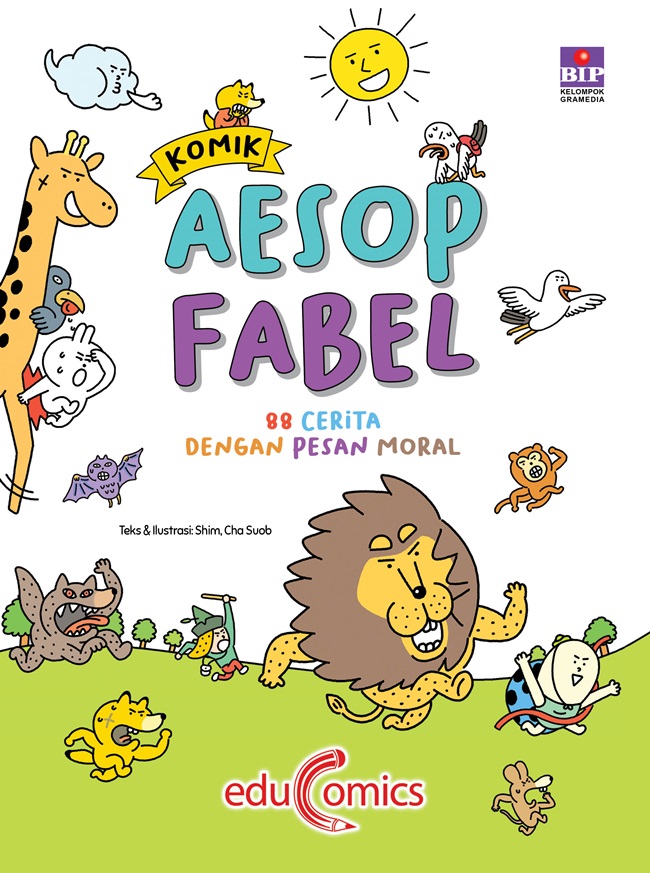 BIP
KELOMPOK
GRAMEDIA
KOMIK
AESOP
FABEL
88 CERITA
DENGAN PESAN MORAL
Teks & Ilustrasi: Shim, Cha Suob
eduComics